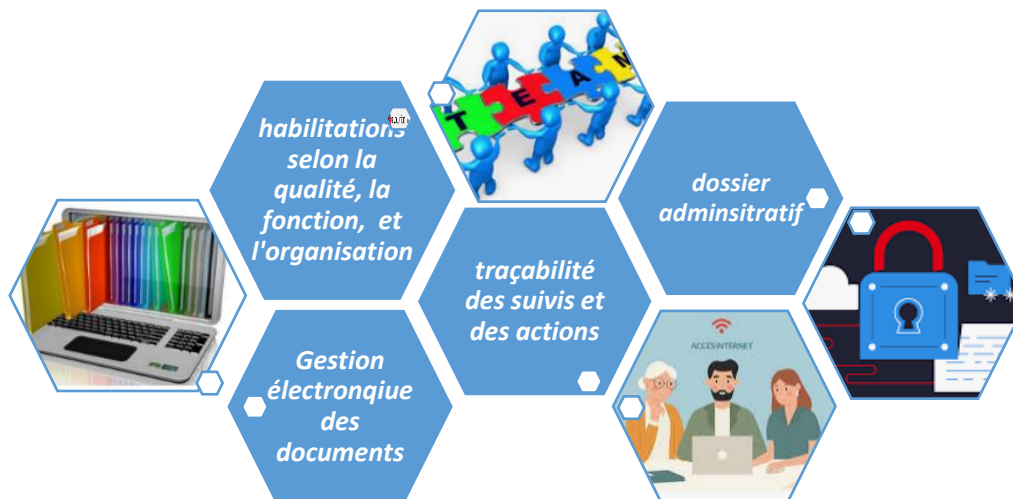 habilitations
selon la
qualité, la
fonction, et
l'organisation
T E A N
dossier
adminsitratif
traçabilité
des suivis et
des actions
Gestion
électronqiue
des
documents
ACCÈS INTERNET